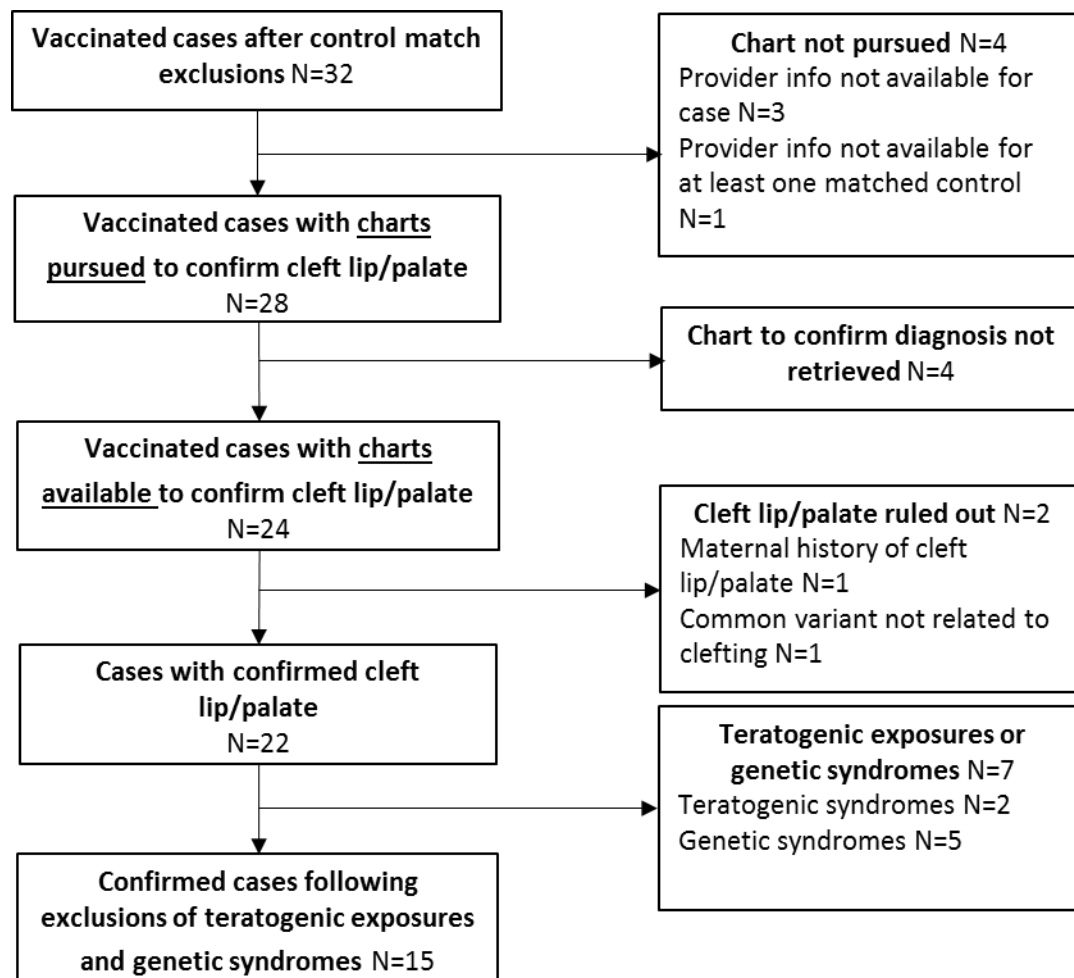 Vaccinated cases after control match
exclusions N=32
Chart not pursued N=4
Provider info not available for
case N=3
Provider info not available for
at least one matched control
N=1
Vaccinated cases with charts
pursued to confirm cleft lip/palate
N=28
Chart to confirm diagnosis not
retrieved N=4
Vaccinated cases with charts
available to confirm cleft lip/palate
N=24
Cleft lip/palate ruled out N=2
Maternal history of cleft
lip/palate N=1
Common variant not related to
clefting N=1
Cases with confirmed cleft
lip/palate
N=22
Teratogenic exposures or
genetic syndromes N=7
Teratogenic syndromes N=2
Genetic syndromes N=5
Confirmed cases following
exclusions of teratogenic exposures
and genetic syndromes N=15